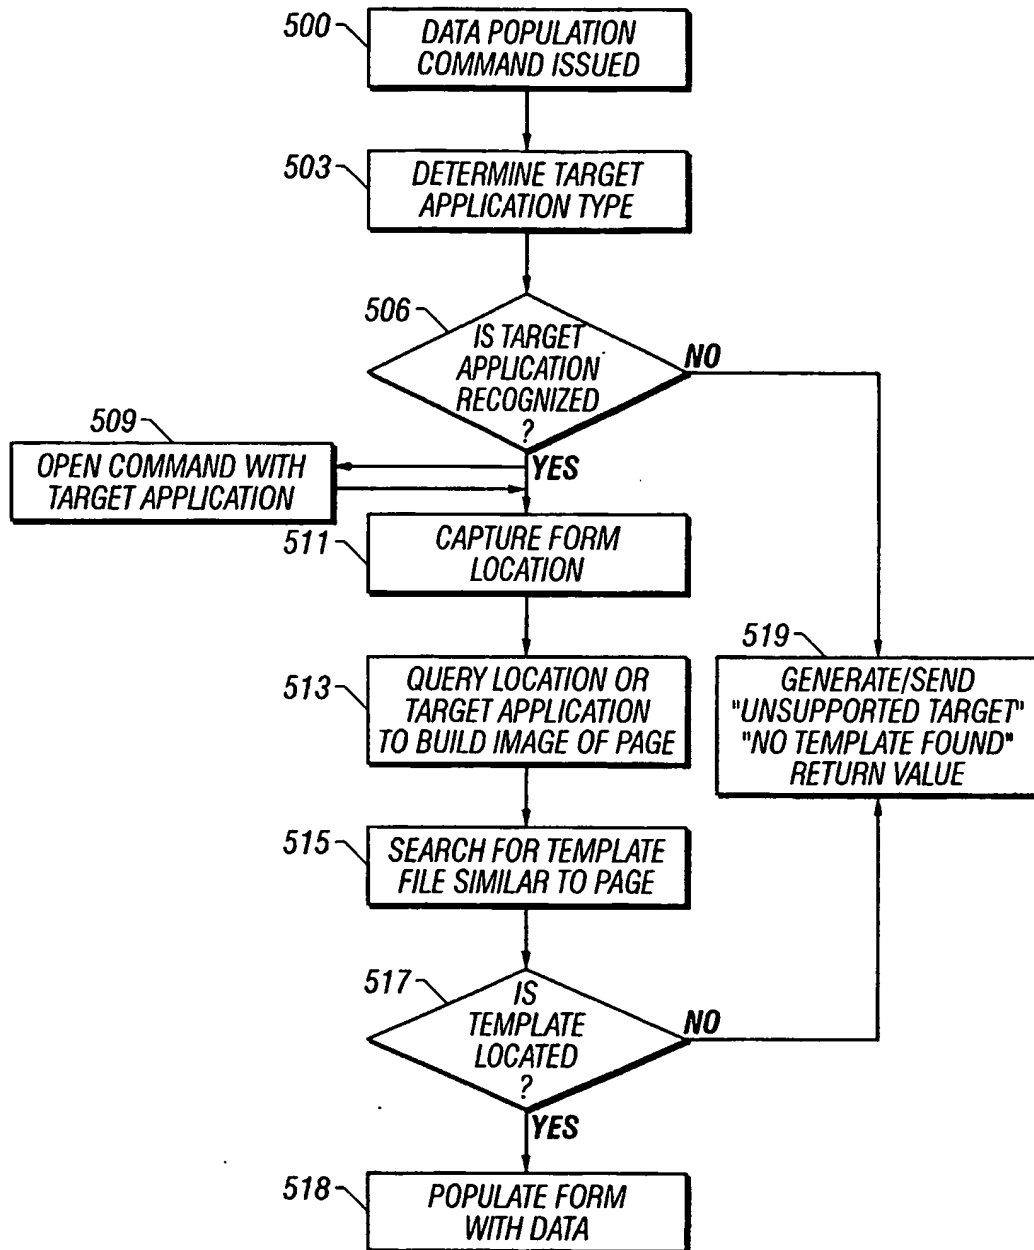 500
DATA POPULATION
COMMAND ISSUED
503
DETERMINE TARGET
APPLICATION TYPE
506
IS TARGET
APPLICATION
RECOGNIZED
?
NO
YES
509
OPEN COMMAND WITH
TARGET APPLICATION
511
CAPTURE FORM
LOCATION
513
QUERY LOCATION OR
TARGET APPLICATION
TO BUILD IMAGE OF PAGE
519
GENERATE/SEND
"UNSUPPORTED TARGET"
"NO TEMPLATE FOUND"
RETURN VALUE
515
SEARCH FOR TEMPLATE
FILE SIMILAR TO PAGE
517
IS
TEMPLATE
LOCATED
?
NO
YES
518
POPULATE FORM
WITH DATA